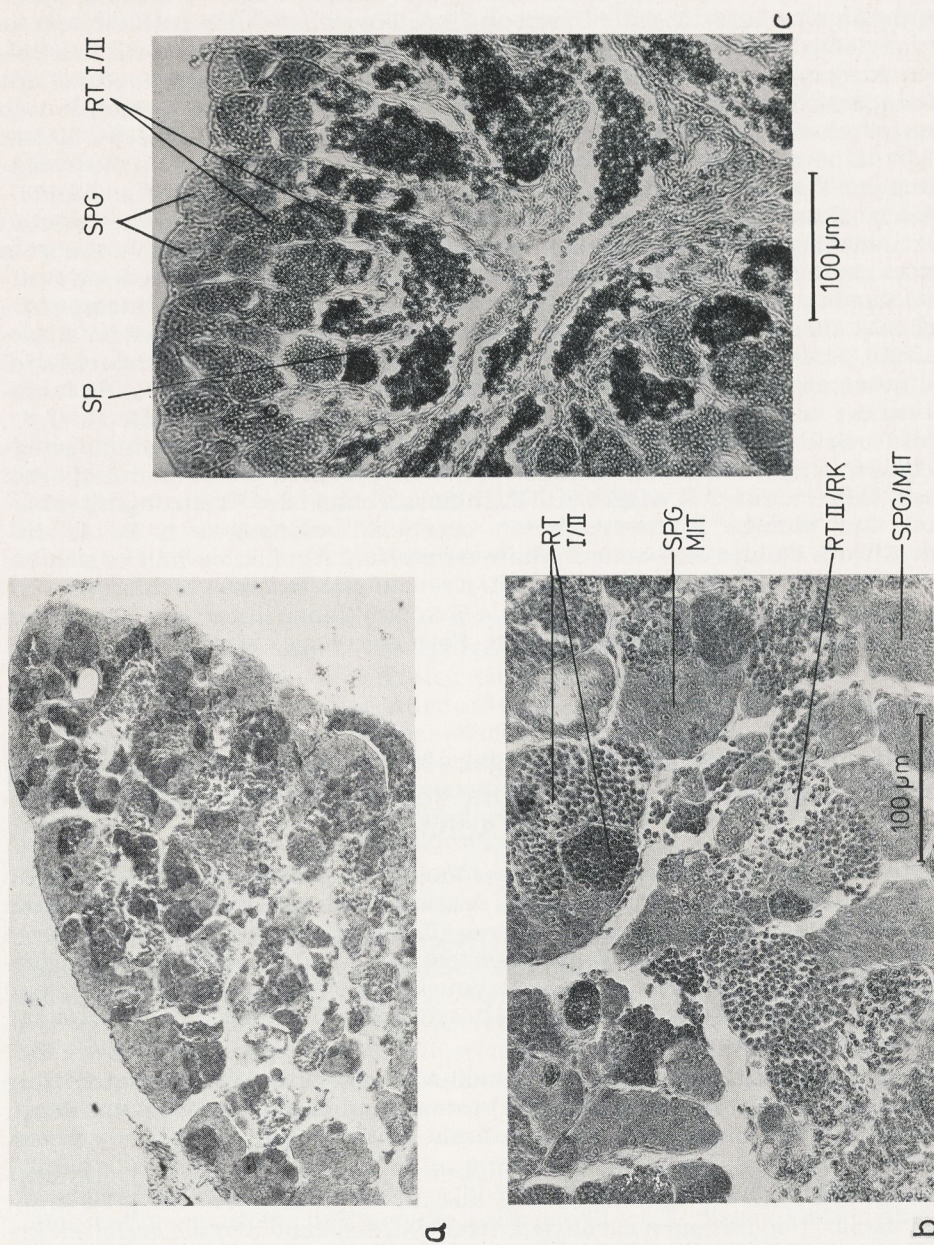 a
b
RT
I/II
SPG
MIT
RT II/RK
SPG/MIT
100 µm
SP
SPG
RT I/II
100 µm
c